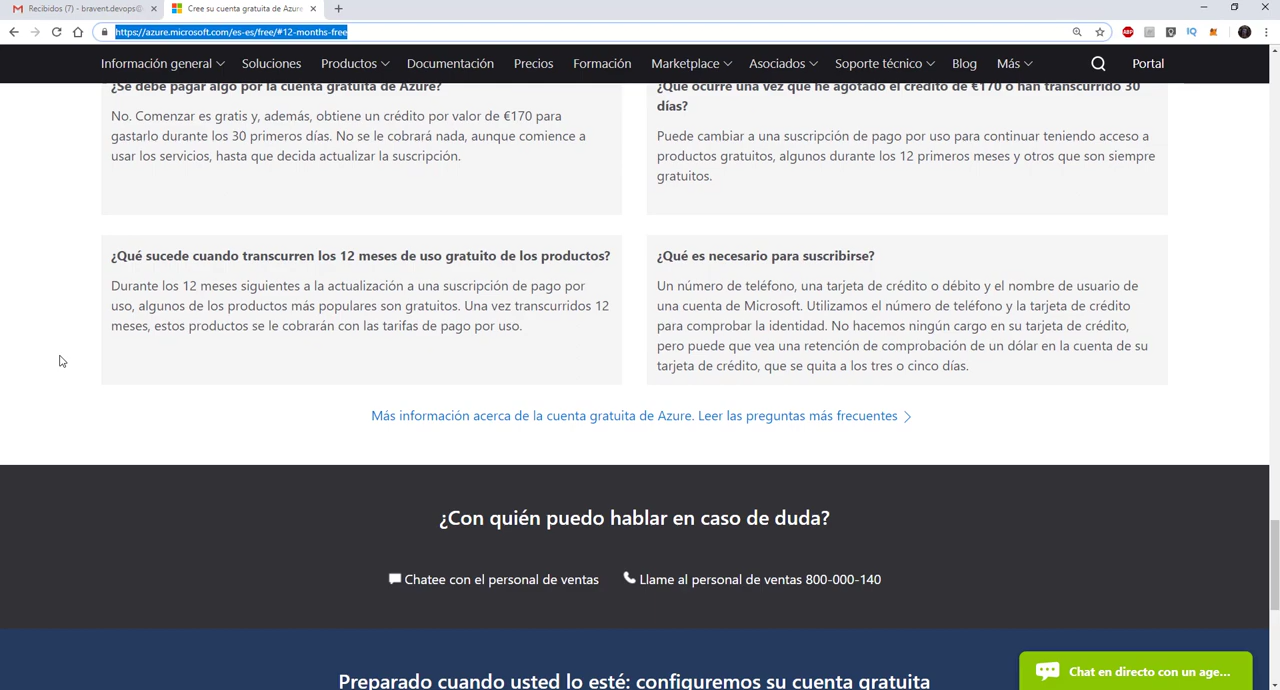 Recibidos (7) - bravent.devops@
Cree su cuenta gratuita de Azure
https://azure.microsoft.com/es-es/free/#12-months-free
ABP
IQ
Información general
Soluciones
Productos
Documentación
Precios
Formación
Marketplace
Asociados
Soporte técnico
Blog
Más
Portal
¿Se debe pagar algo por la cuenta gratuita de Azure?
No. Comenzar es gratis y, además, obtiene un crédito por valor de €170 para
gastarlo durante los 30 primeros días. No se le cobrará nada, aunque comience a
usar los servicios, hasta que decida actualizar la suscripción.
¿Qué ocurre una vez que he agotado el crédito de €170 o han transcurrido 30
días?
Puede cambiar a una suscripción de pago por uso para continuar teniendo acceso a
productos gratuitos, algunos durante los 12 primeros meses y otros que son siempre
gratuitos.
¿Qué sucede cuando transcurren los 12 meses de uso gratuito de los productos?
Durante los 12 meses siguientes a la actualización a una suscripción de pago por
uso, algunos de los productos más populares son gratuitos. Una vez transcurridos 12
meses, estos productos se le cobrarán con las tarifas de pago por uso.
¿Qué es necesario para suscribirse?
Un número de teléfono, una tarjeta de crédito o débito y el nombre de usuario de
una cuenta de Microsoft. Utilizamos el número de teléfono y la tarjeta de crédito
para comprobar la identidad. No hacemos ningún cargo en su tarjeta de crédito,
pero puede que vea una retención de comprobación de un dólar en la cuenta de su
tarjeta de crédito, que se quita a los tres o cinco días.
Más información acerca de la cuenta gratuita de Azure. Leer las preguntas más frecuentes
¿Con quién puedo hablar en caso de duda?
Chatee con el personal de ventas
Llame al personal de ventas 800-000-140
Preparado cuando usted lo esté: configuremos su cuenta gratuita
Chat en directo con un age...